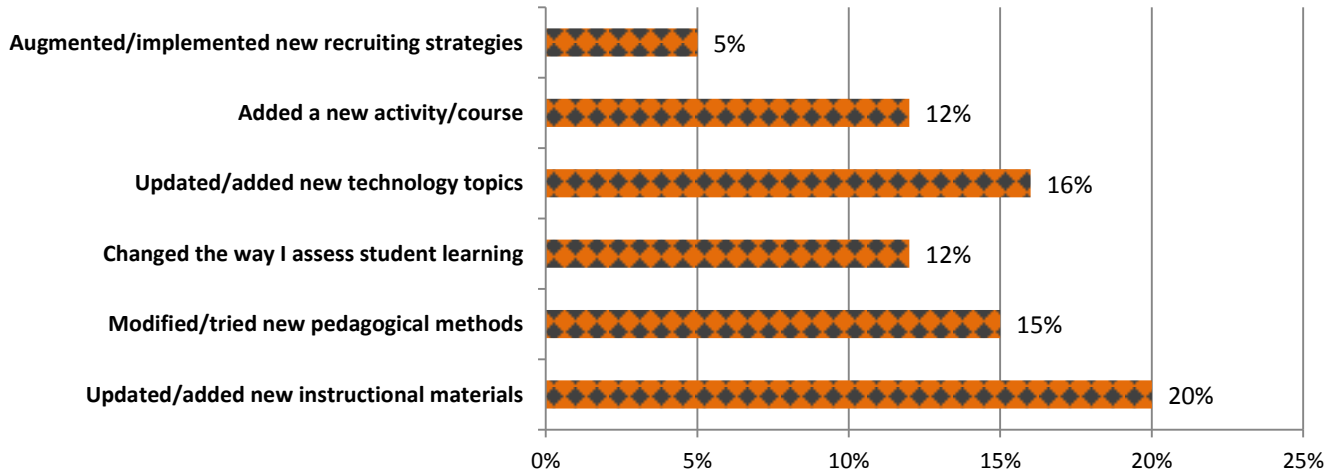 Augmented/implemented new recruiting strategies
5%
Added a new activity/course
12%
Updated/added new technology topics
16%
Changed the way I assess student learning
12%
Modified/tried new pedagogical methods
15%
Updated/added new instructional materials
20%
0% 5% 10% 15% 20% 25%